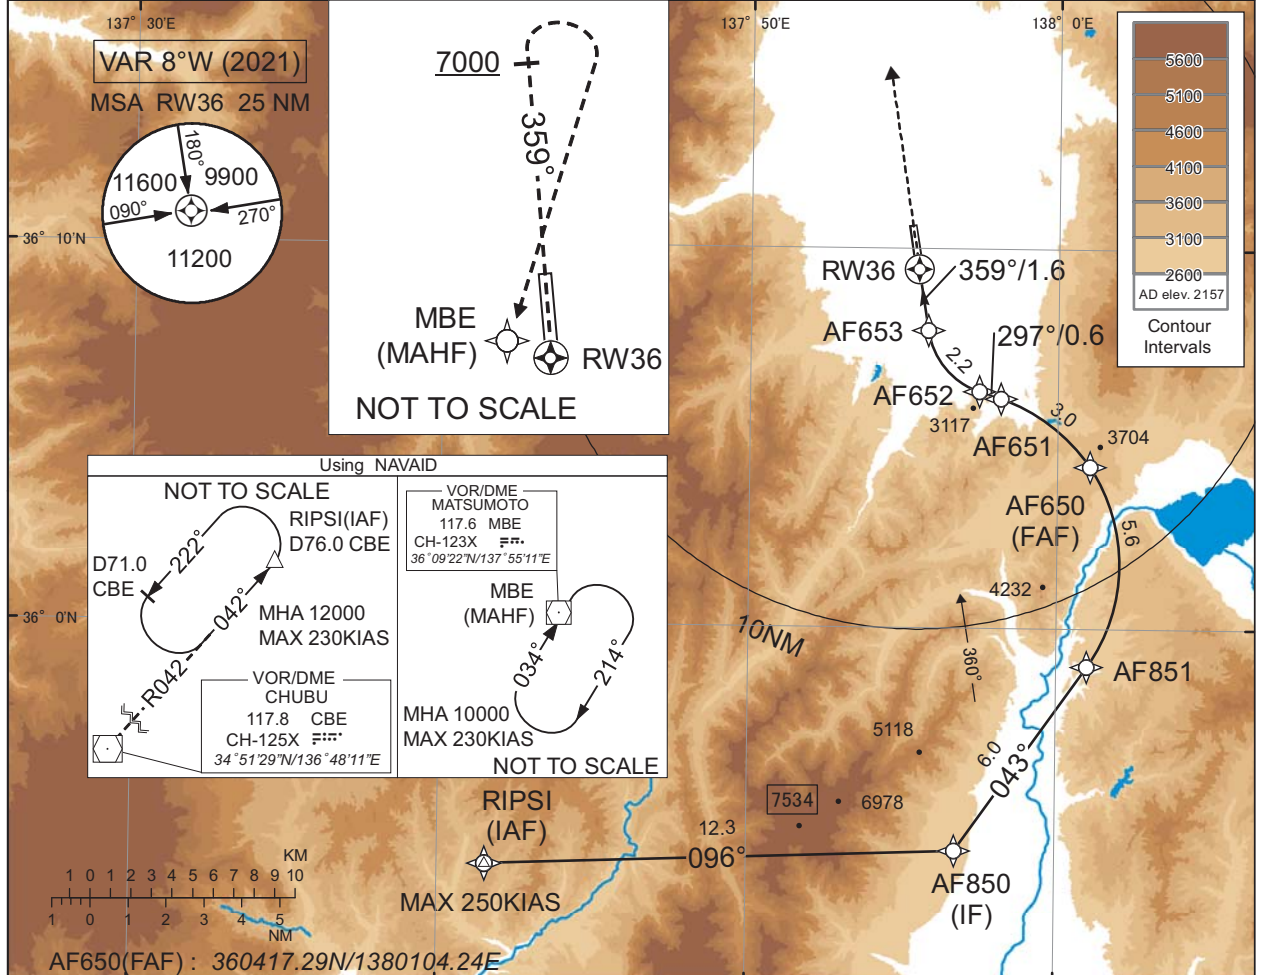 137° 30'E
137° 50'E
138° 0'E
VAR 8°W (2021)
MSA RW36 25 NM
180°
11600
9900
090°
270°
11200
36° 10'N
7000
359°
MBE
(MAHF)
RW36
NOT TO SCALE
5600
5100
4600
4100
3600
3100
2600
AD elev. 2157
Contour
Intervals
RW36
359°/1.6
AF653
297°/0.6
2.2
AF652
3.0
3117
AF651
3704
AF650
(FAF)
5.6
4232
10NM
360°
AF851
5118
6.0
043°
7534
6978
12.3
096°
AF850
(IF)
RIPSI
(IAF)
MAX 250KIAS
36° 0'N
Using NAVAID
NOT TO SCALE
RIPSI(IAF)
D76.0 CBE
222°
D71.0
CBE
042°
MHA 12000
MAX 230KIAS
R042
VOR/DME
CHUBU
117.8 CBE
CH-125X
34°51'29"N/136°48'11"E
VOR/DME
MATSUMOTO
117.6 MBE
CH-123X
36°09'22"N/137°55'11"E
MBE
(MAHF)
034°
214°
MHA 10000
MAX 230KIAS
NOT TO SCALE
KM
1 0 1 2 3 4 5 6 7 8 9 10
1 0 1 2 3 4 5
NM
AF650(FAF) : 360417.29N/1380104.24E